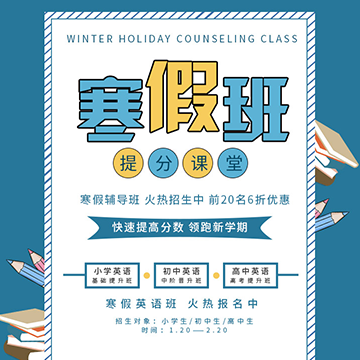 WINTER HOLIDAY COUNSELING CLASS
寒假班
提分课堂
寒假辅导班 火热招生中 前20名6折优惠
快速提高分数 领跑新学期
小学英语 初中英语 高中英语
基础提升班 中阶晋升班 高考提升班
寒假英语班 火热报名中
招生对象：小学生/初中生/高中生
时间：1.20—2.20